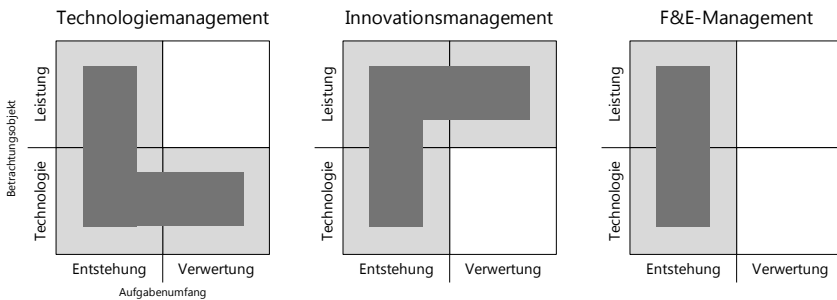 Technologiemanagement
Innovationsmanagement
F&E-Management
Betrachtungsobjekt
Leistung
Technologie
Leistung
Technologie
Leistung
Technologie
Entstehung Verwertung
Entstehung Verwertung
Entstehung Verwertung
Aufgabenumfang